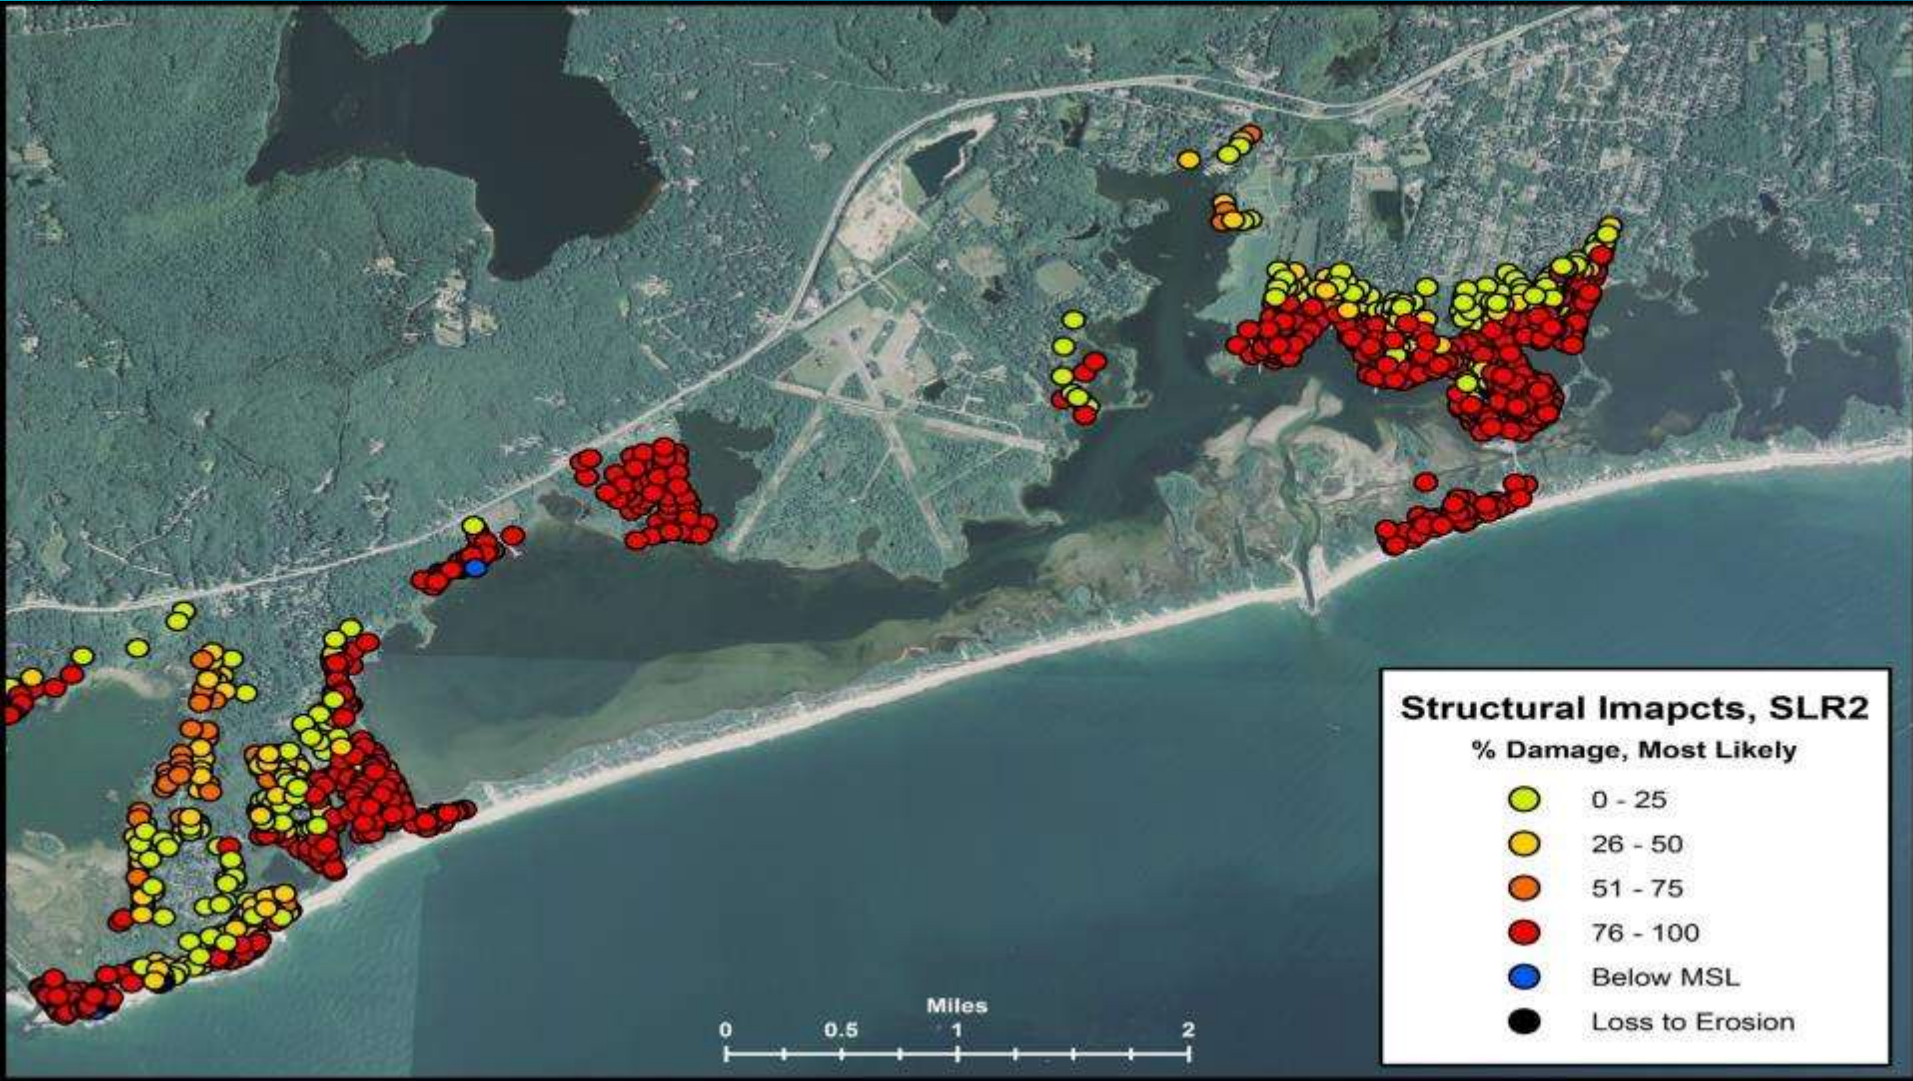 Structural Imapcts, SLR2
% Damage, Most Likely
0 - 25
26 - 50
51 - 75
76 - 100
Below MSL
Loss to Erosion
Miles
0 0.5 1 2